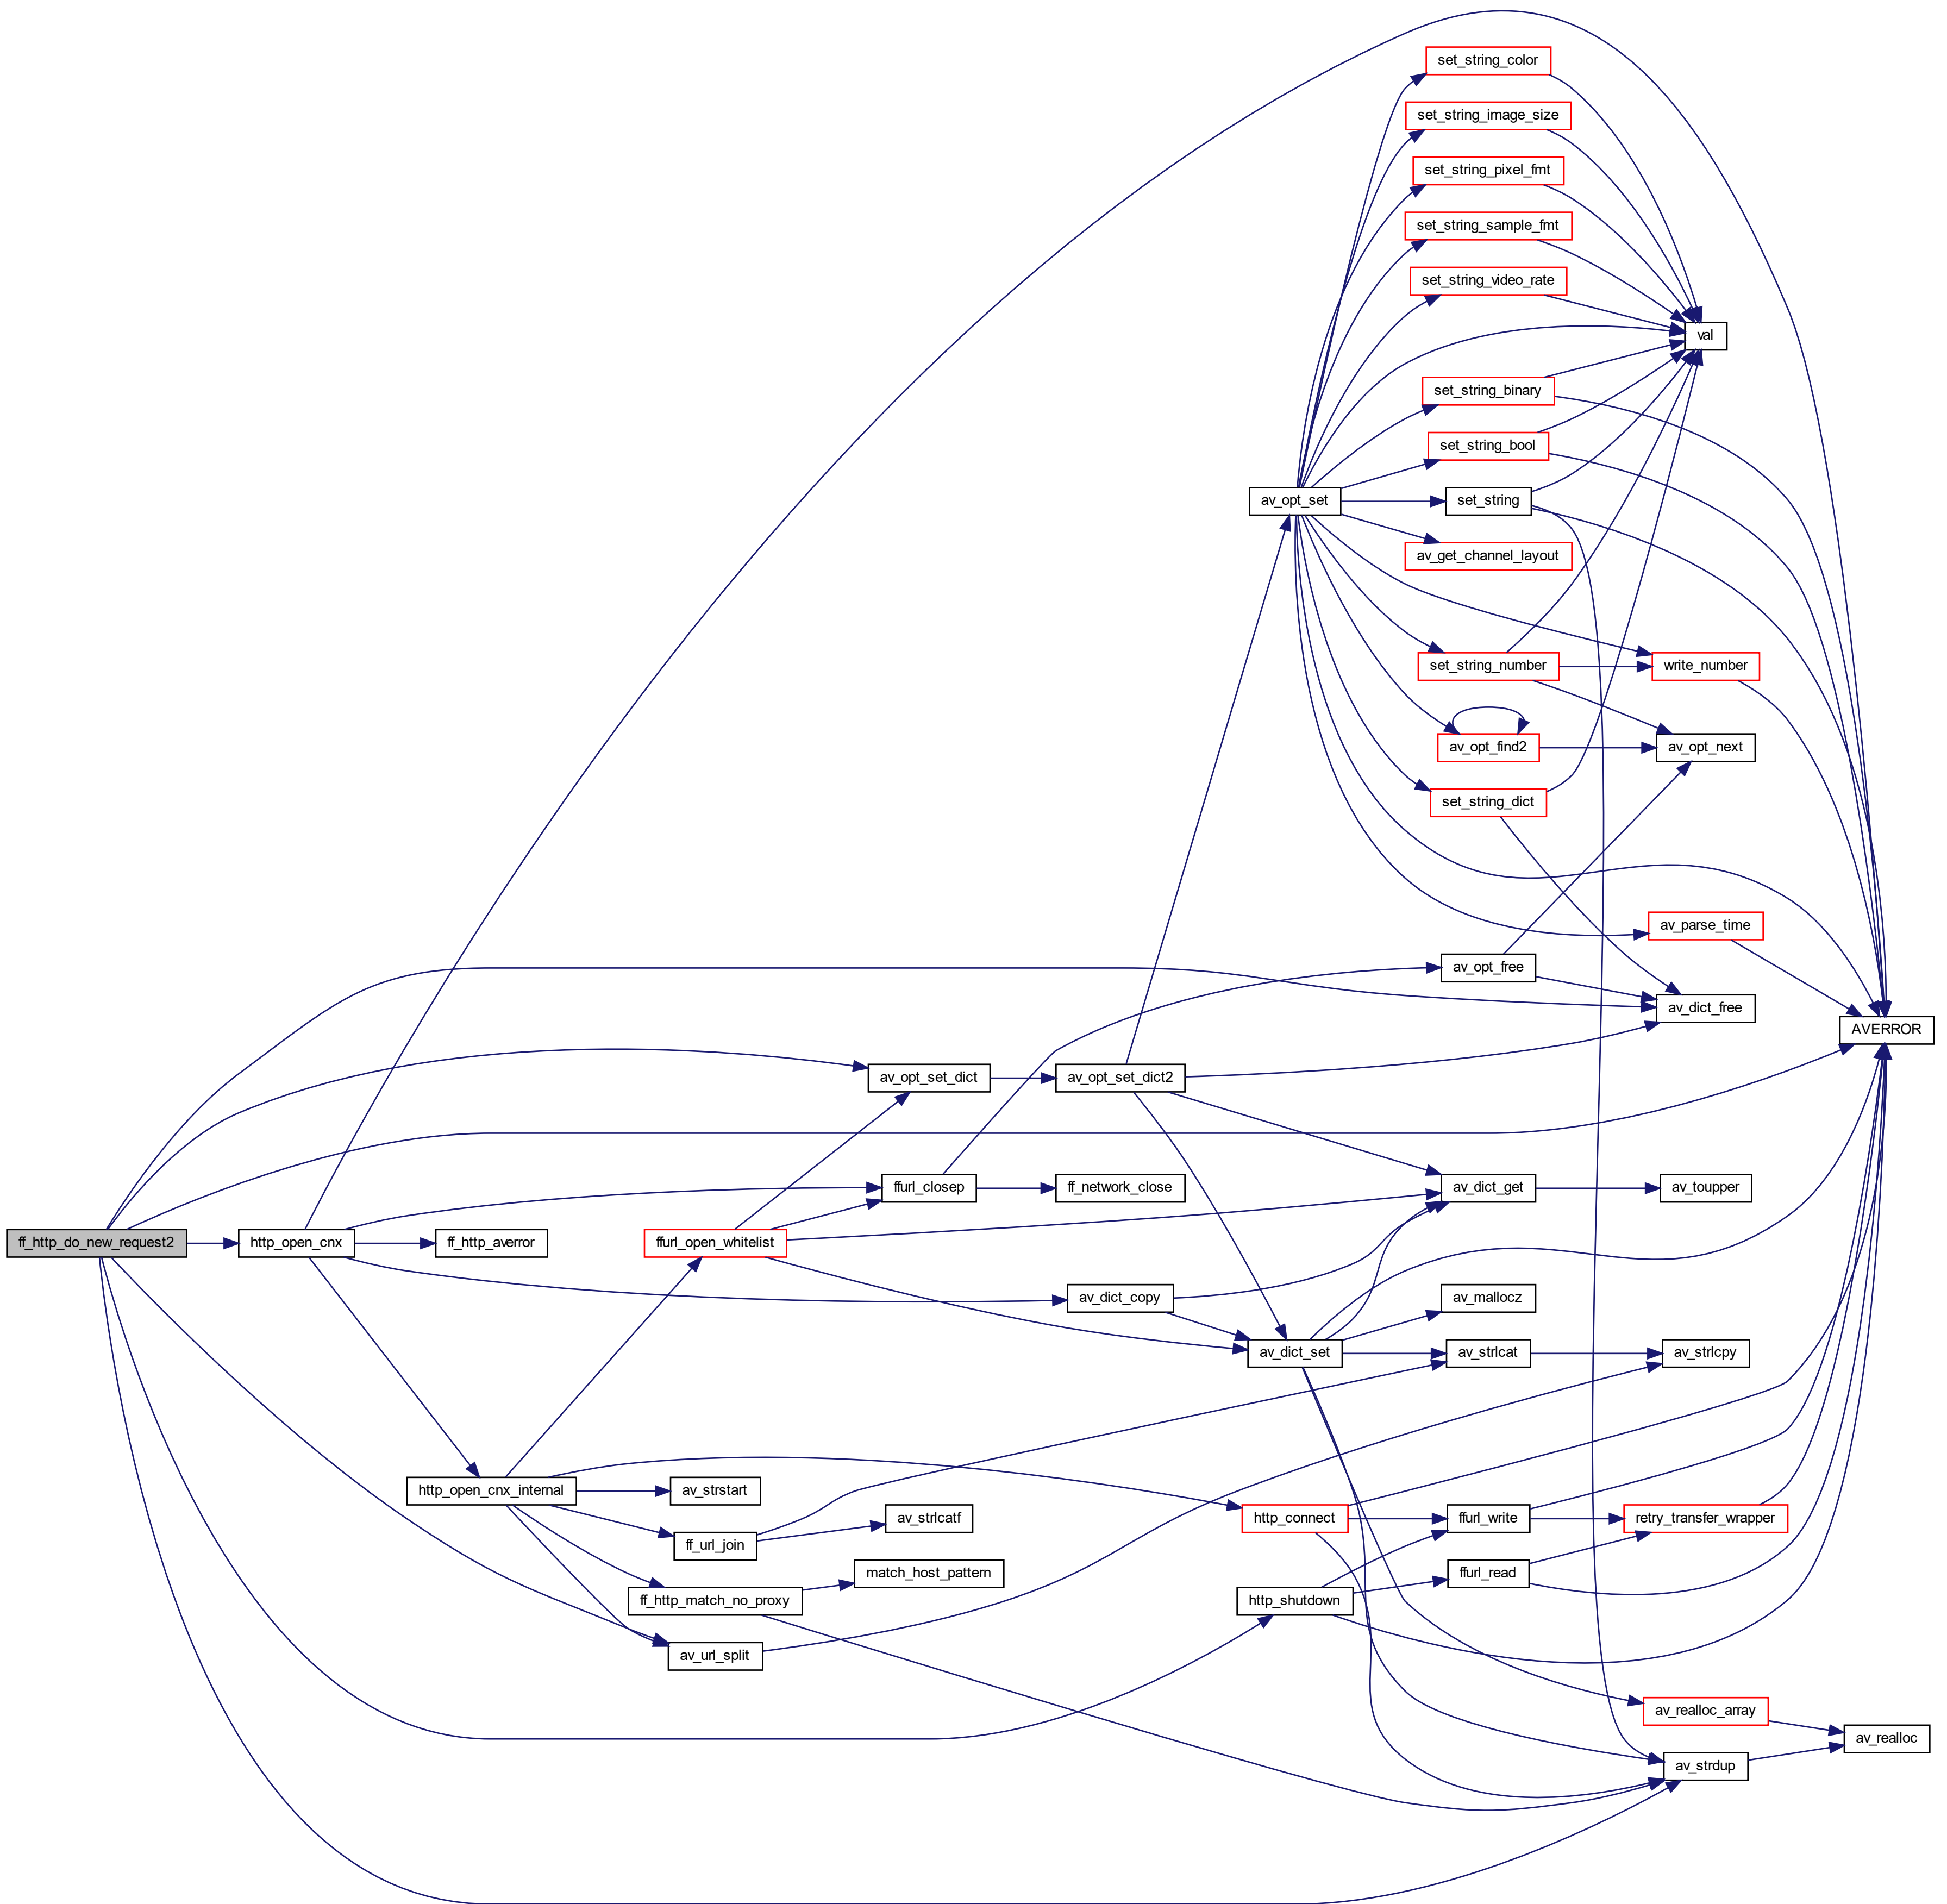 set_string_color
set_string_image_size
set_string_pixel_fmt
set_string_sample_fmt
set_string_video_rate
val
set_string_binary
set_string_bool
av_opt_set
set_string
av_get_channel_layout
set_string_number
write_number
av_opt_find2
av_opt_next
set_string_dict
av_parse_time
av_opt_free
av_dict_free
AVERROR
av_opt_set_dict
av_opt_set_dict2
ffurl_closep
ff_network_close
av_dict_get
av_toupper
ff_http_do_new_request2
http_open_cnx
ff_http_averror
ffurl_open_whitelist
av_dict_copy
av_mallocz
av_dict_set
av_strlcat
av_strlcpy
http_open_cnx_internal
av_strstart
av_strlcatf
http_connect
ffurl_write
retry_transfer_wrapper
ff_url_join
match_host_pattern
ffurl_read
ff_http_match_no_proxy
http_shutdown
av_url_split
av_realloc_array
av_realloc
av_strdup